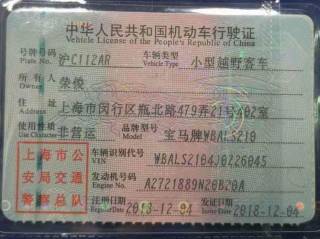 中华人民共和国机动车行驶证
Vehicle License of the People's Republic of China
号牌号码 沪C112AR 车辆类型 小型越野客车
Plate No. Vehicle Type
所有人 荣俊
Owner
住址 上海市闵行区瓶北路479弄21号402室
Address
使用性质 非营运 品牌型号 宝马牌WBALS210
Use Character Model
上海市公 车辆识别代号 WBALS2104J0226045
VIN
安局交通 发动机号码 A2721889N20B20A
Engine No.
警察总队 注册日期 2018-12-04 发证日期 2018-12-04
Register Date Issue Date